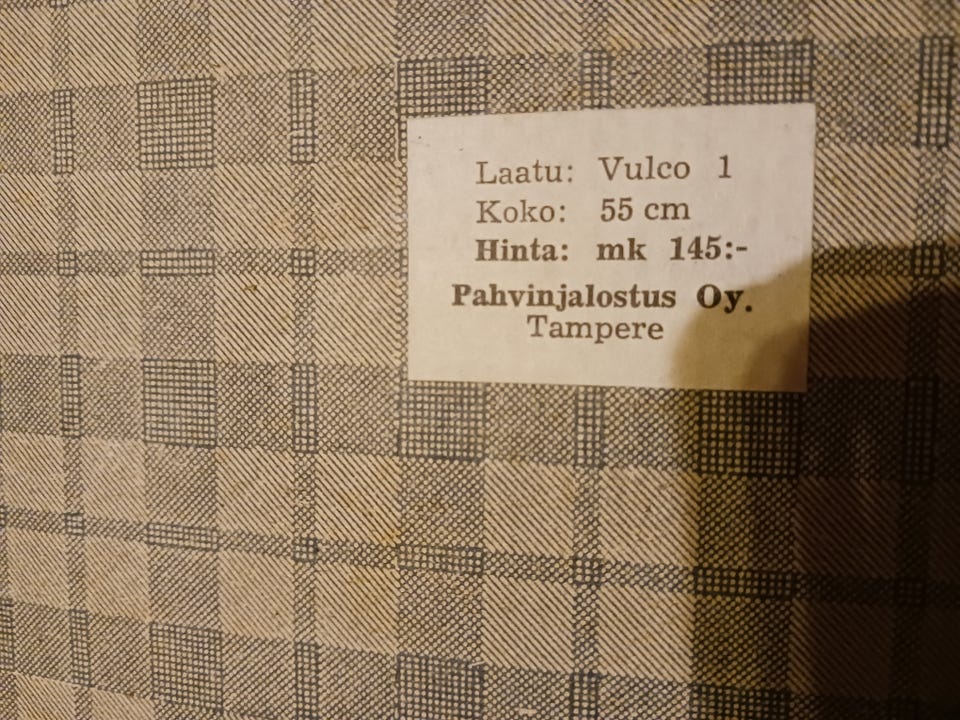 Laatu: Vulco 1
Koko: 55 cm
Hinta: mk 145:-
Pahvinjalostus Oy.
Tampere